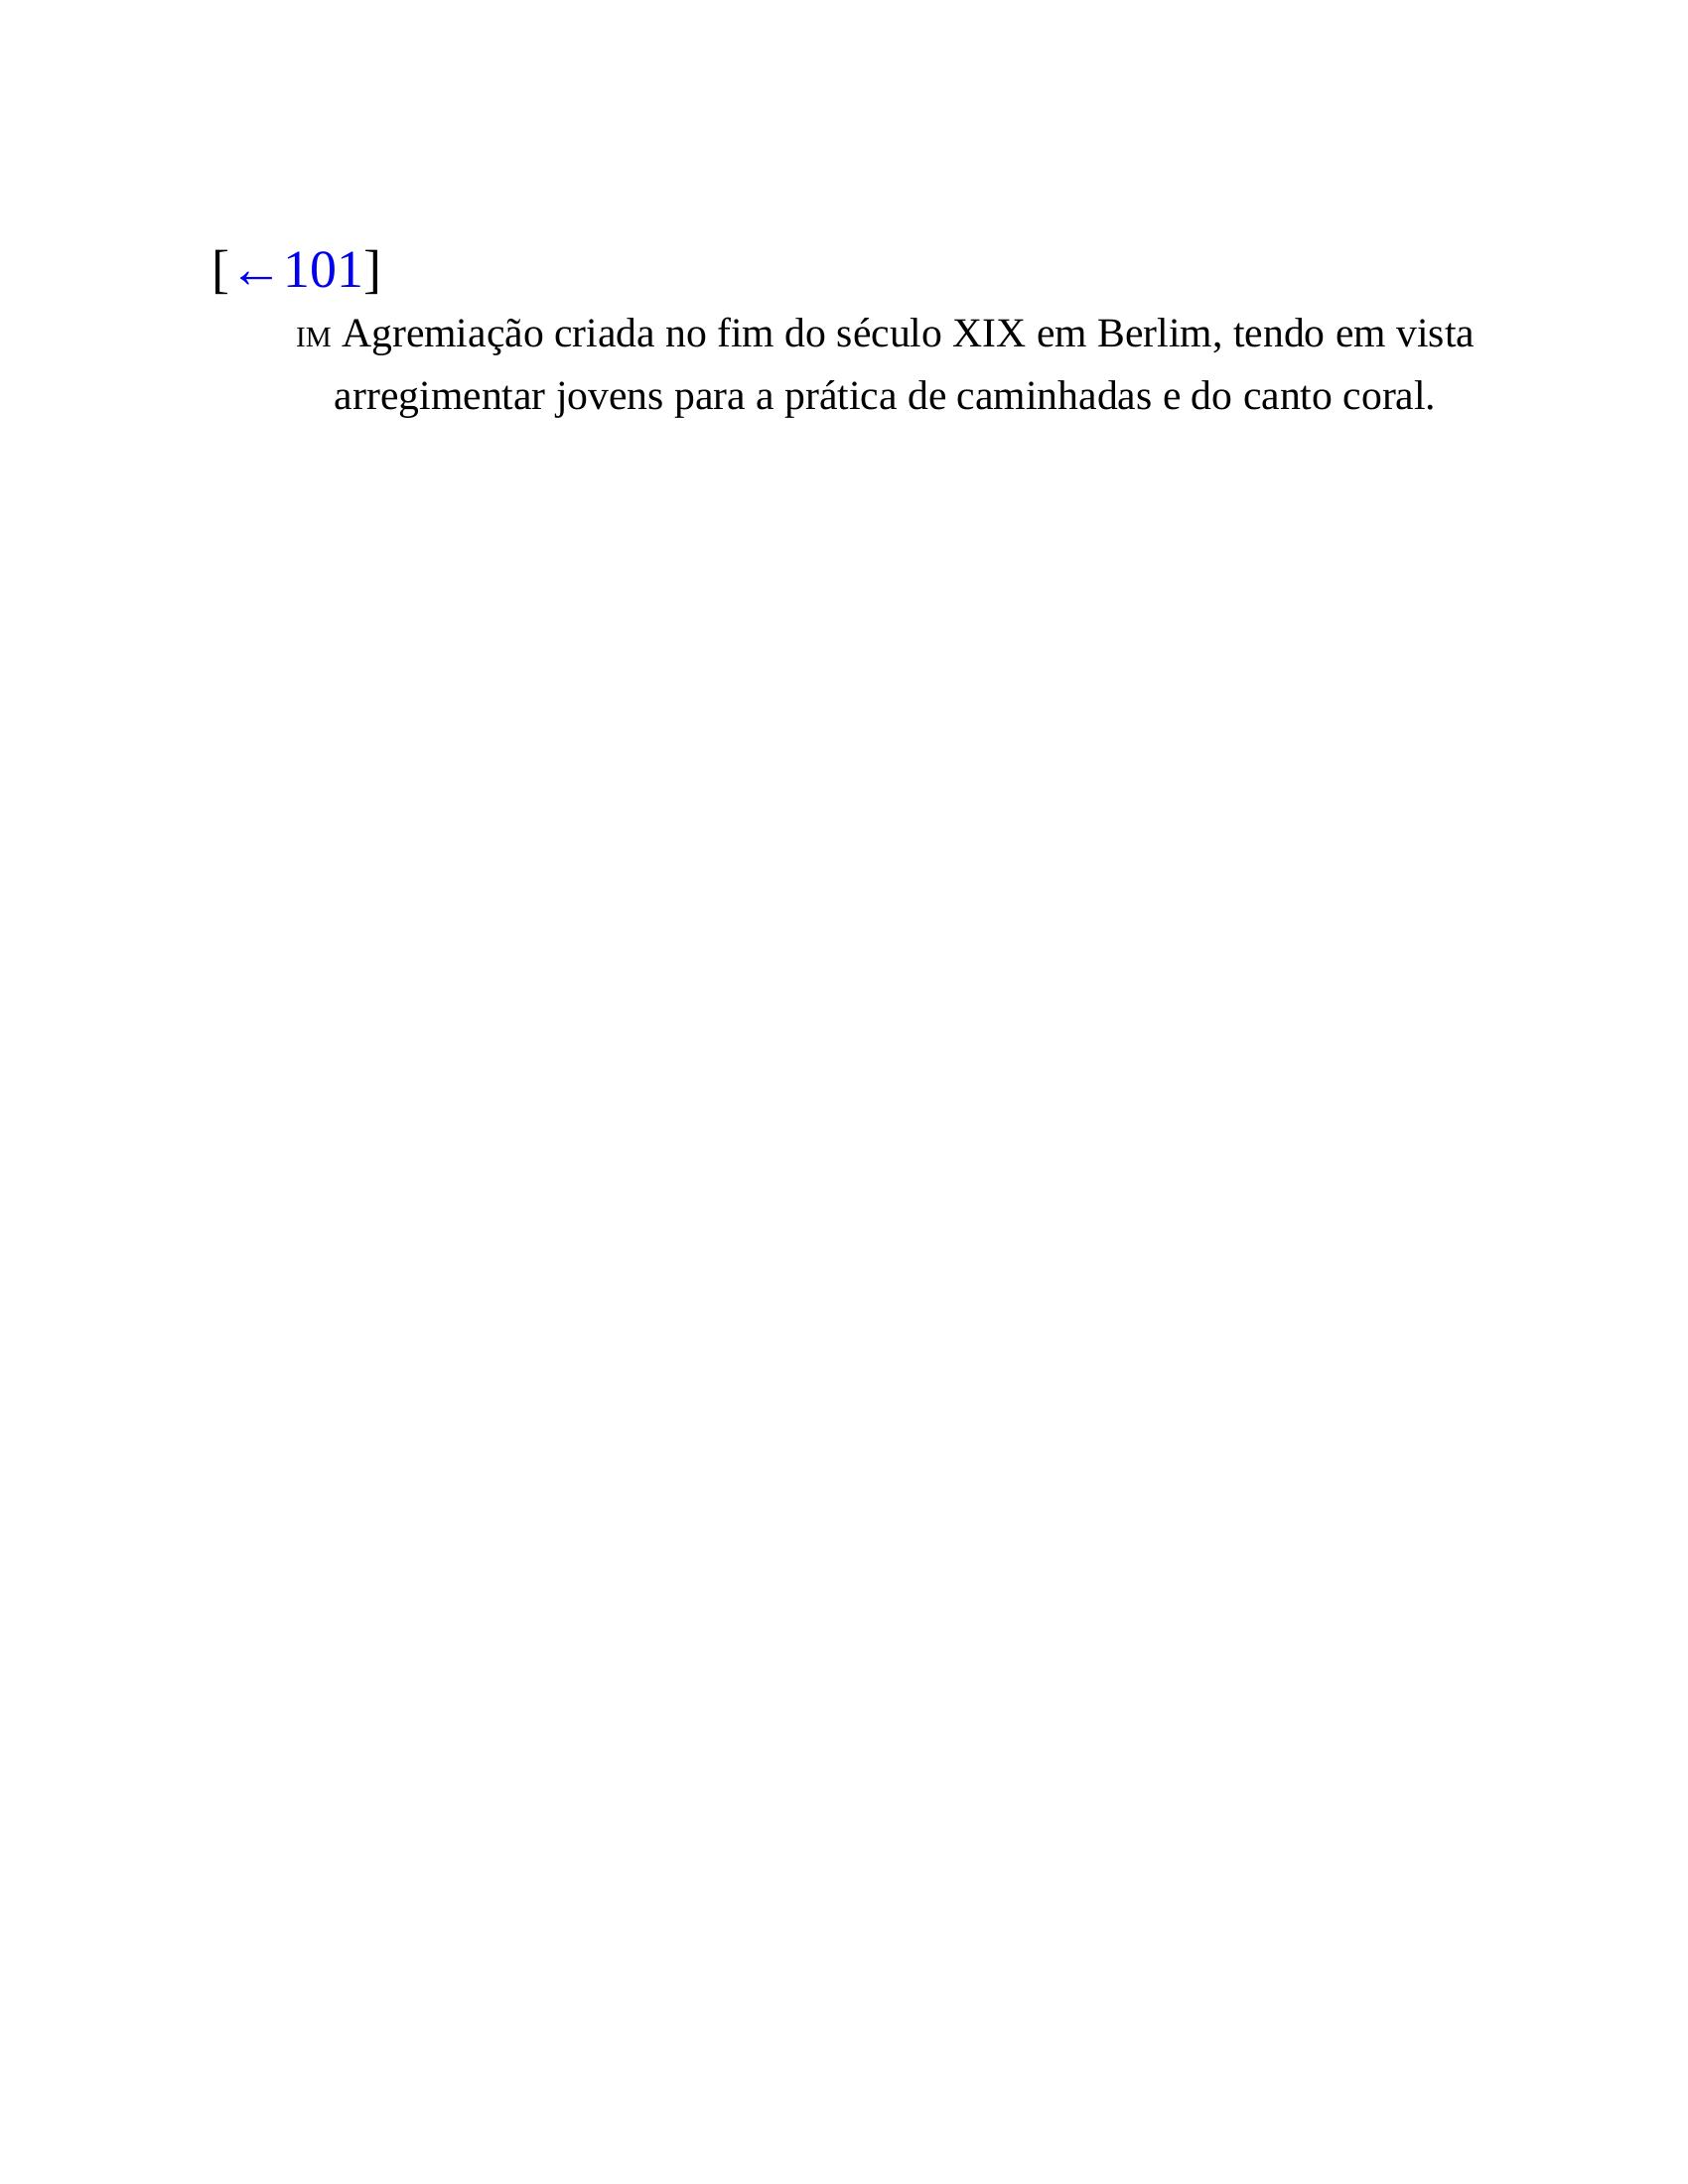 [←101]
IM Agremiação criada no fim do século XIX em Berlim, tendo em vista
arregimentar jovens para a prática de caminhadas e do canto coral.